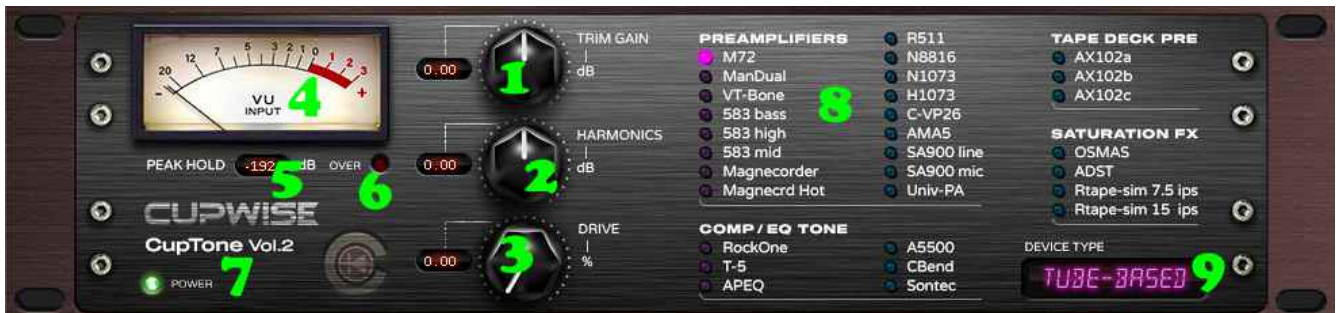 20 12 7 5 3 2 1 0 1 2 3
- +
VU
INPUT
4
PEAK HOLD -192 dB OVER
5
6
CUPWISE
CupTone Vol.2
7
POWER
0.00
1
TRIM GAIN
dB
0.00
2
HARMONICS
dB
0.00
3
DRIVE
%
PREAMPLIFIERS
M72
ManDual
VT-Bone
583 bass
583 high
583 mid
Magnecorder
Magnecrd Hot
8
R511
N8816
N1073
H1073
C-VP26
AMA5
SA900 line
SA900 mic
Univ-PA
COMP / EQ TONE
RockOne
T-5
APEQ
A5500
CBend
Sontec
TAPE DECK PRE
AX102a
AX102b
AX102c
SATURATION FX
OSMAS
ADST
Rtape-sim 7.5 ips
Rtape-sim 15 ips
DEVICE TYPE
TUBE-BASED
9